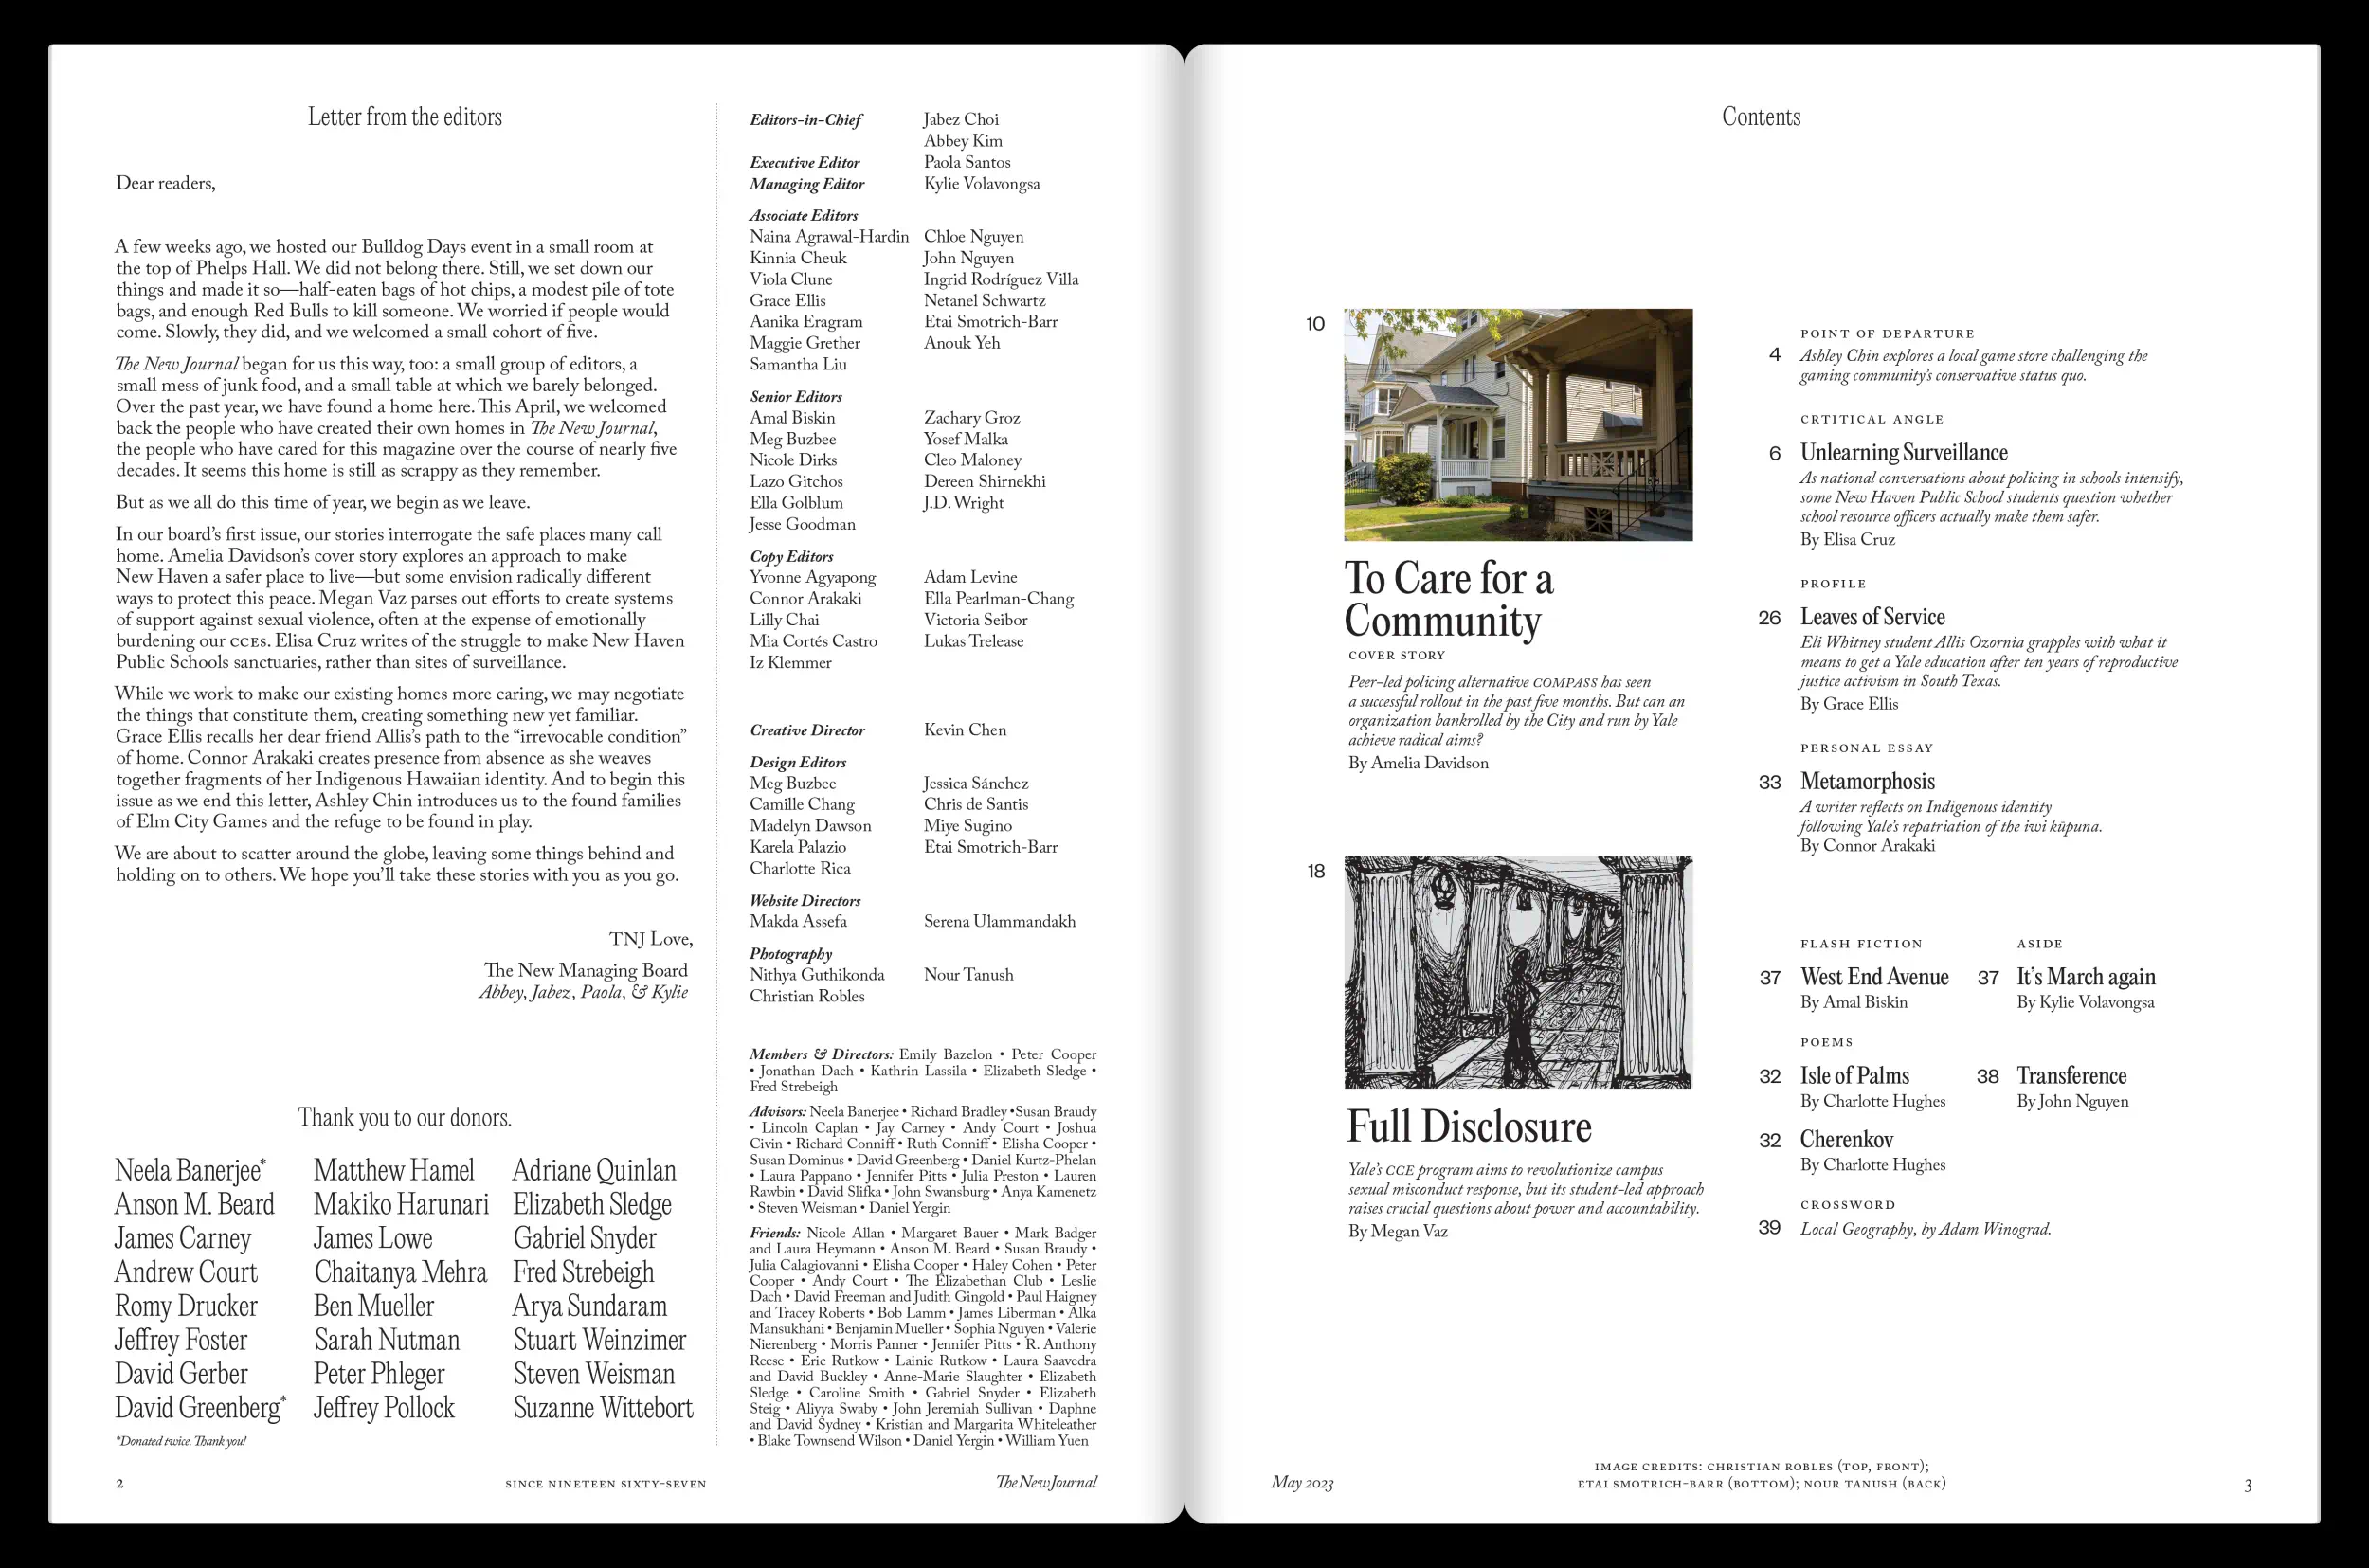 Letter from the editors
Dear readers,
A few weeks ago, we hosted our Bulldog Days event in a small room at
the top of Phelps Hall. We did not belong there. Still, we set down our
things and made it so—half-eaten bags of hot chips, a modest pile of tote
bags, and enough Red Bulls to kill someone. We worried if people would
come. Slowly, they did, and we welcomed a small cohort of five.
The New Journal began for us this way, too: a small group of editors, a
small mess of junk food, and a small table at which we barely belonged.
Over the past year, we have found a home here. This April, we welcomed
back the people who have created their own homes in The New Journal,
the people who have cared for this magazine over the course of nearly five
decades. It seems this home is still as scrappy as they remember.
But as we all do this time of year, we begin as we leave.
In our board's first issue, our stories interrogate the safe places many call
home. Amelia Davidson's cover story explores an approach to make
New Haven a safer place to live—but some envision radically different
ways to protect this peace. Megan Vaz parses out efforts to create systems
of support against sexual violence, often at the expense of emotionally
burdening our CCEs. Elisa Cruz writes of the struggle to make New Haven
Public Schools sanctuaries, rather than sites of surveillance.
While we work to make our existing homes more caring, we may negotiate
the things that constitute them, creating something new yet familiar.
Grace Ellis recalls her dear friend Allis's path to the “irrevocable condition”
of home. Connor Arakaki creates presence from absence as she weaves
together fragments of her Indigenous Hawaiian identity. And to begin this
issue as we end this letter, Ashley Chin introduces us to the found families
of Elm City Games and the refuge to be found in play.
We are about to scatter around the globe, leaving some things behind and
holding on to others. We hope you'll take these stories with you as you go.
TNJ Love,
The New Managing Board
Abbey, Jabez, Paola, & Kylie
Thank you to our donors.
Neela Banerjee* Matthew Hamel Adriane Quinlan
Anson M. Beard Makiko Harunari Elizabeth Sledge
James Carney James Lowe Gabriel Snyder
Andrew Court Chaitanya Mehra Fred Strebeigh
Romy Drucker Ben Mueller Arya Sundaram
Jeffrey Foster Sarah Nutman Stuart Weinzimer
David Gerber Peter Phleger Steven Weisman
David Greenberg* Jeffrey Pollock Suzanne Wittebort
*Donated twice. Thank you!
Editors-in-Chief Jabez Choi
Abbey Kim
Executive Editor Paola Santos
Managing Editor Kylie Volavongsa
Associate Editors
Naina Agrawal-Hardin Chloe Nguyen
Kinnia Cheuk John Nguyen
Viola Clune Ingrid Rodríguez Villa
Grace Ellis Netanel Schwartz
Aanika Eragram Etai Smotrich-Barr
Maggie Grether Anouk Yeh
Samantha Liu
Senior Editors
Amal Biskin Zachary Groz
Meg Buzbee Yosef Malka
Nicole Dirks Cleo Maloney
Lazo Gitchos Dereen Shirnekhi
Ella Golblum J.D. Wright
Jesse Goodman
Copy Editors
Yvonne Agyapong Adam Levine
Connor Arakaki Ella Pearlman-Chang
Lilly Chai Victoria Seibor
Mia Cortés Castro Lukas Trelease
Iz Klemmer
Creative Director Kevin Chen
Design Editors
Meg Buzbee Jessica Sánchez
Camille Chang Chris de Santis
Madelyn Dawson Miye Sugino
Karela Palazio Etai Smotrich-Barr
Charlotte Rica
Website Directors
Makda Assefa Serena Ulammandakh
Photography
Nithya Guthikonda Nour Tanush
Christian Robles
Members & Directors: Emily Bazelon • Peter Cooper
• Jonathan Dach • Kathrin Lassila • Elizabeth Sledge •
Fred Strebeigh
Advisors: Neela Banerjee • Richard Bradley •Susan Braudy
• Lincoln Caplan • Jay Carney • Andy Court • Joshua
Civin • Richard Conniff • Ruth Conniff • Elisha Cooper •
Susan Dominus • David Greenberg • Daniel Kurtz-Phelan
• Laura Pappano • Jennifer Pitts • Julia Preston • Lauren
Rawbin • David Slifka • John Swansburg • Anya Kamenetz
• Steven Weisman • Daniel Yergin
Friends: Nicole Allan • Margaret Bauer • Mark Badger
and Laura Heymann • Anson M. Beard • Susan Braudy •
Julia Calagiovanni • Elisha Cooper • Haley Cohen • Peter
Cooper • Andy Court • The Elizabethan Club • Leslie
Dach • David Freeman and Judith Gingold • Paul Haigney
and Tracey Roberts • Bob Lamm • James Liberman • Alka
Mansukhani • Benjamin Mueller • Sophia Nguyen • Valerie
Nierenberg • Morris Panner • Jennifer Pitts • R. Anthony
Reese • Eric Rutkow • Lainie Rutkow • Laura Saavedra
and David Buckley • Anne-Marie Slaughter • Elizabeth
Sledge • Caroline Smith • Gabriel Snyder • Elizabeth
Steig • Aliyya Swaby • John Jeremiah Sullivan • Daphne
and David Sydney • Kristian and Margarita Whiteleather
• Blake Townsend Wilson • Daniel Yergin • William Yuen
2
SINCE NINETEEN SIXTY-SEVEN
The New Journal
Contents
10
To Care for a
Community
COVER STORY
Peer-led policing alternative COMPASS has seen
a successful rollout in the past five months. But can an
organization bankrolled by the City and run by Yale
achieve radical aims?
By Amelia Davidson
18
Full Disclosure
Yale's CCE program aims to revolutionize campus
sexual misconduct response, but its student-led approach
raises crucial questions about power and accountability.
By Megan Vaz
POINT OF DEPARTURE
4 Ashley Chin explores a local game store challenging the
gaming community's conservative status quo.
CRTITICAL ANGLE
6 Unlearning Surveillance
As national conversations about policing in schools intensify,
some New Haven Public School students question whether
school resource officers actually make them safer.
By Elisa Cruz
PROFILE
26 Leaves of Service
Eli Whitney student Allis Ozornia grapples with what it
means to get a Yale education after ten years of reproductive
justice activism in South Texas.
By Grace Ellis
PERSONAL ESSAY
33 Metamorphosis
A writer reflects on Indigenous identity
following Yale's repatriation of the iwi kūpuna.
By Connor Arakaki
FLASH FICTION ASIDE
37 West End Avenue 37 It's March again
By Amal Biskin By Kylie Volavongsa
POEMS
32 Isle of Palms 38 Transference
By Charlotte Hughes By John Nguyen
32 Cherenkov
By Charlotte Hughes
CROSSWORD
39 Local Geography, by Adam Winograd.
May 2023
IMAGE CREDITS: CHRISTIAN ROBLES (TOP, FRONT);
ETAI SMOTRICH-BARR (BOTTOM); NOUR TANUSH (BACK)
3